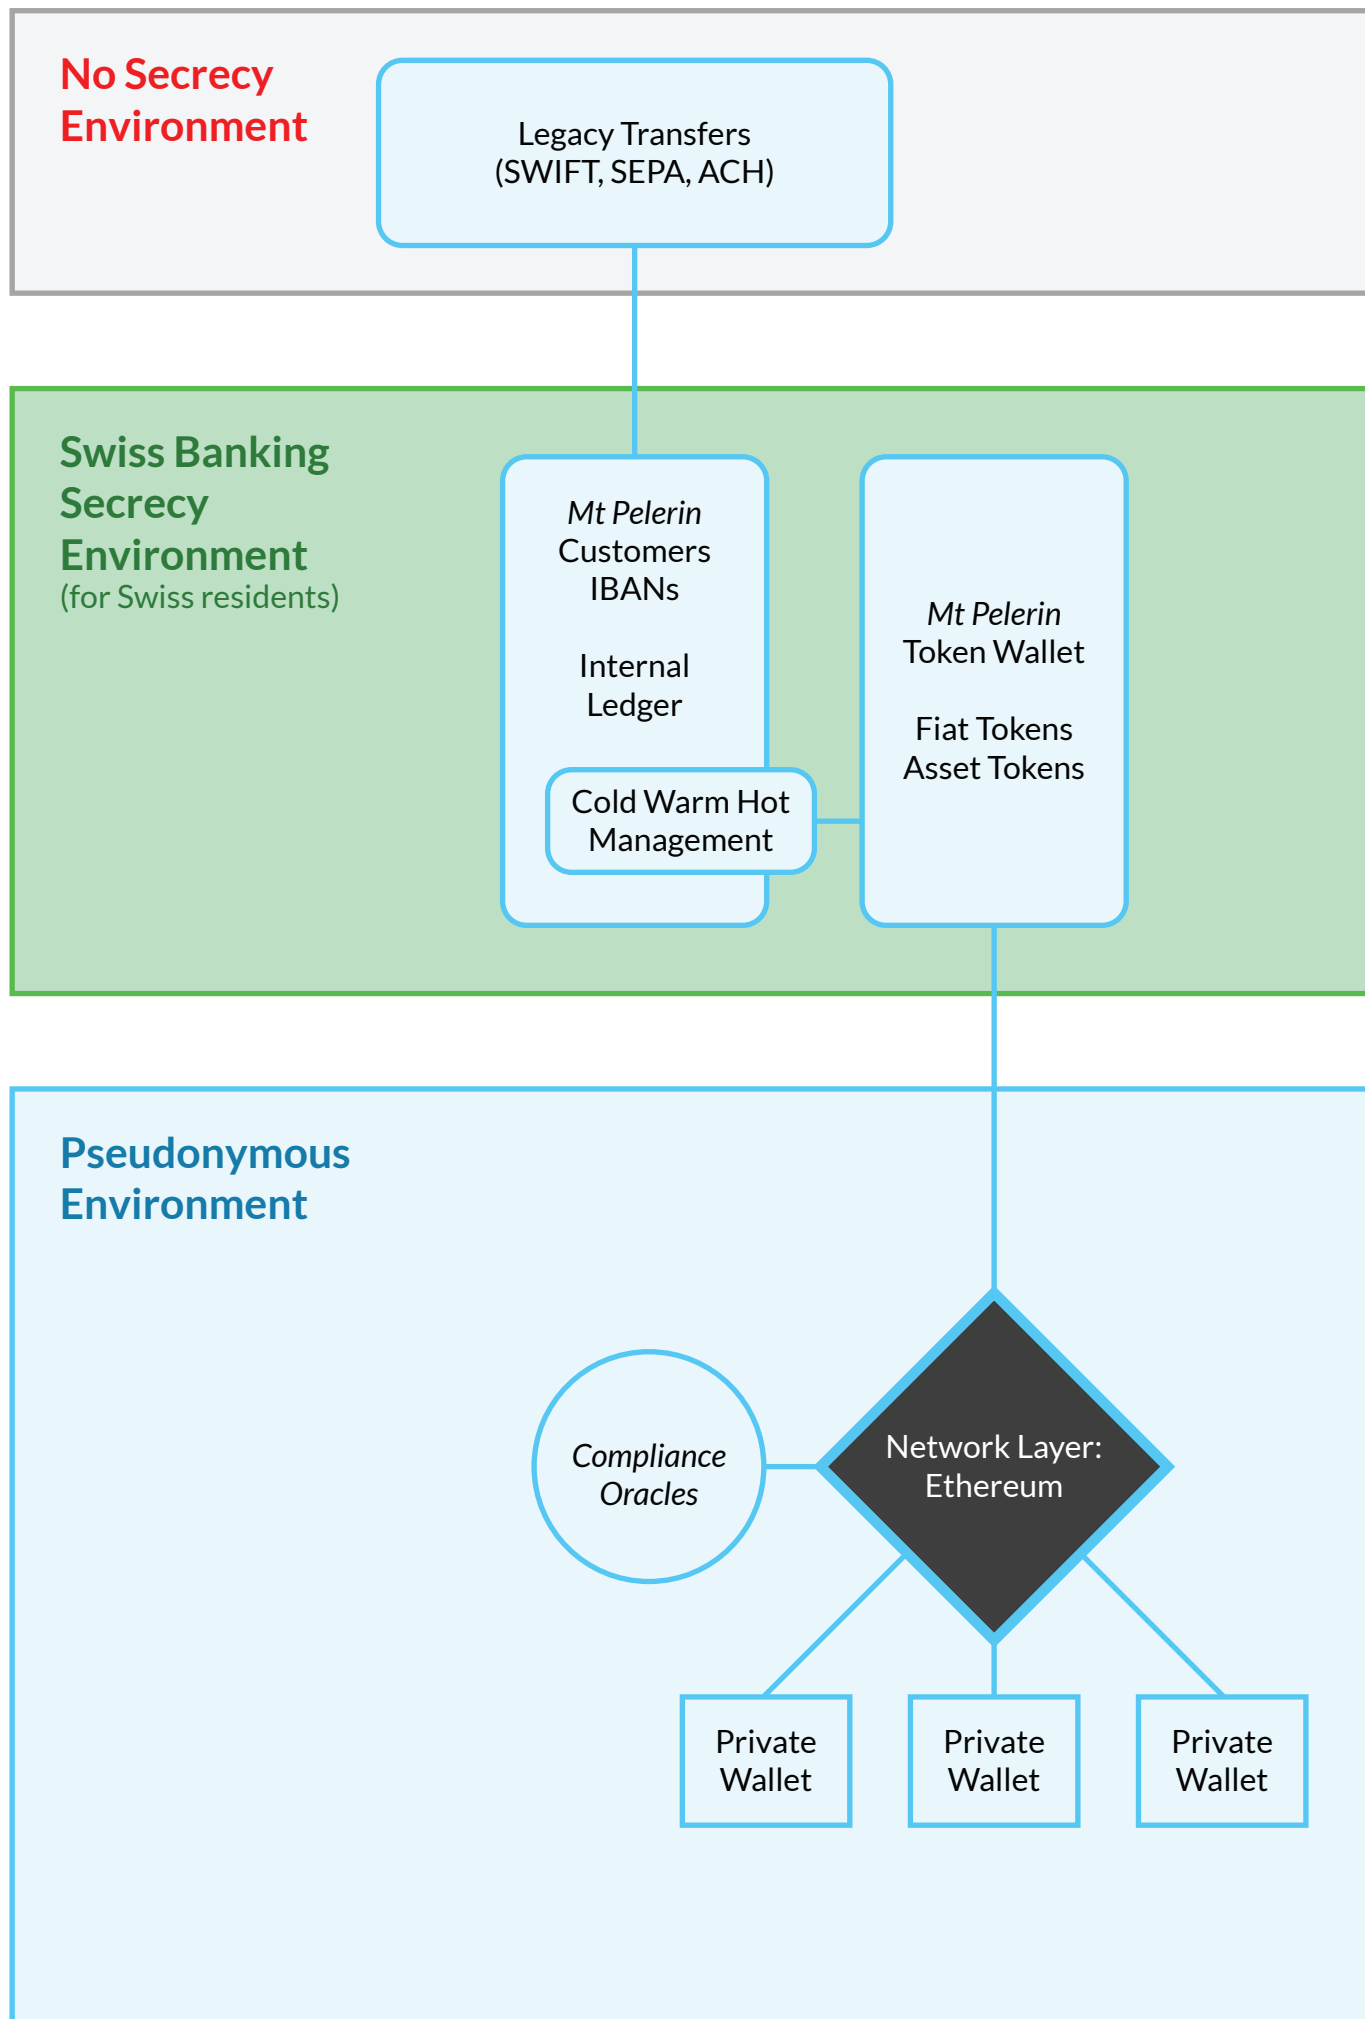 No Secrecy
Environment
Legacy Transfers
(SWIFT, SEPA, ACH)
Swiss Banking
Secrecy
Environment
(for Swiss residents)
Mt Pelerin
Customers
IBANs
Internal
Ledger
Cold Warm Hot
Management
Mt Pelerin
Token Wallet
Fiat Tokens
Asset Tokens
Pseudonymous
Environment
Compliance
Oracles
Network Layer:
Ethereum
Private
Wallet
Private
Wallet
Private
Wallet